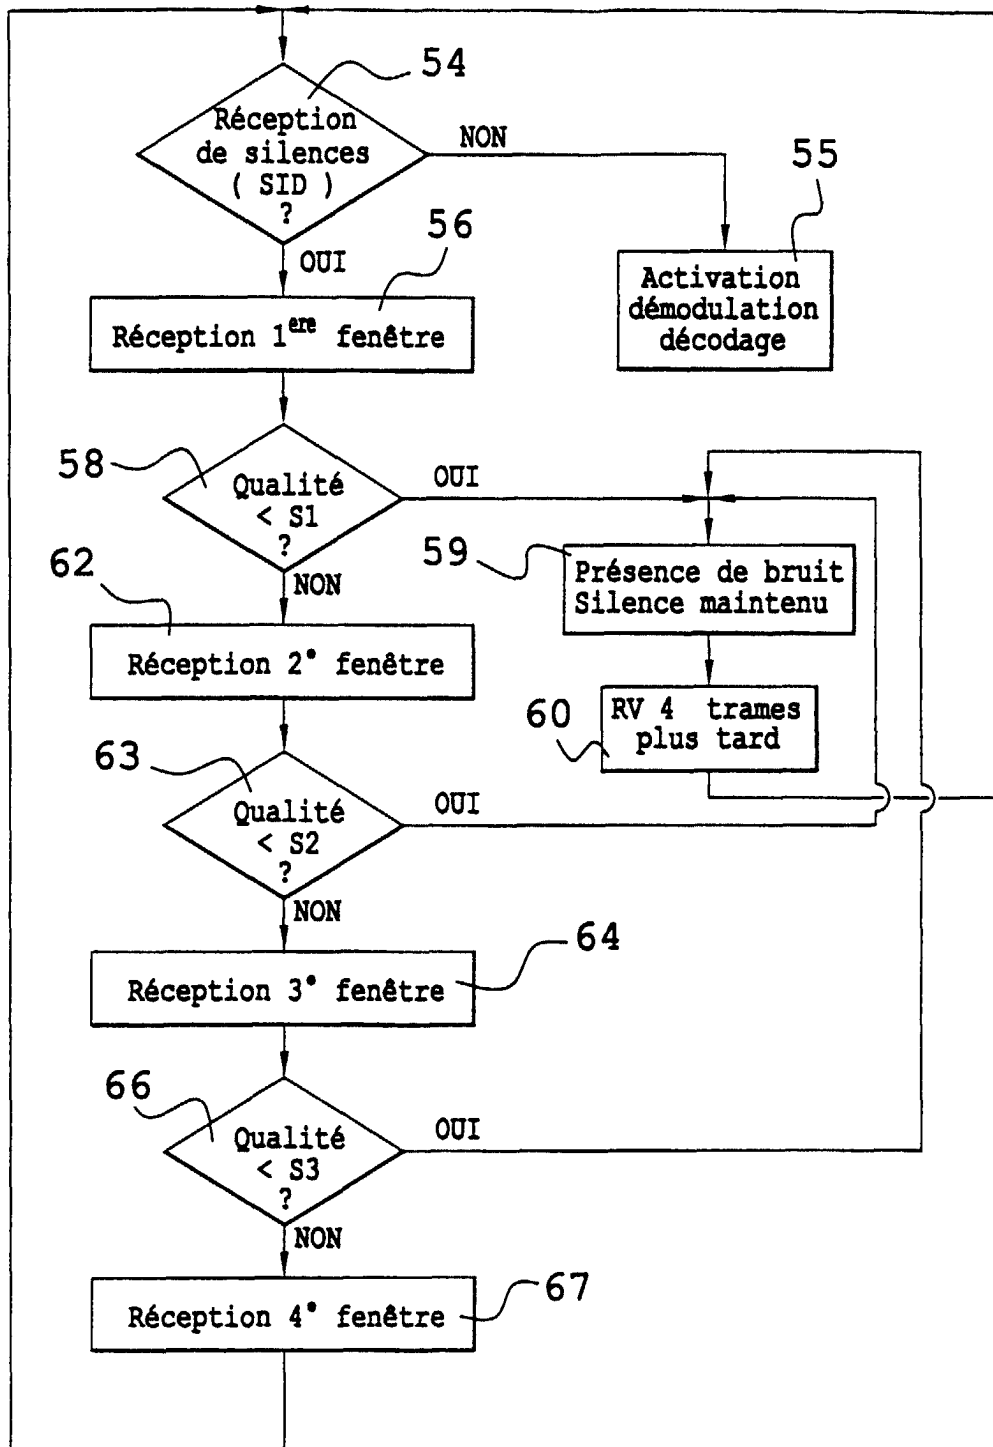 54
Réception
de silences
( SID )
?
NON
OUI
55
Activation
démodulation
décodage
56
Réception 1ere fenêtre
58
Qualité
< S1
?
OUI
NON
59
Présence de bruit
Silence maintenu
62
Réception 2° fenêtre
60
RV 4 trames
plus tard
63
Qualité
< S2
?
OUI
NON
64
Réception 3° fenêtre
66
Qualité
< S3
?
OUI
NON
67
Réception 4° fenêtre